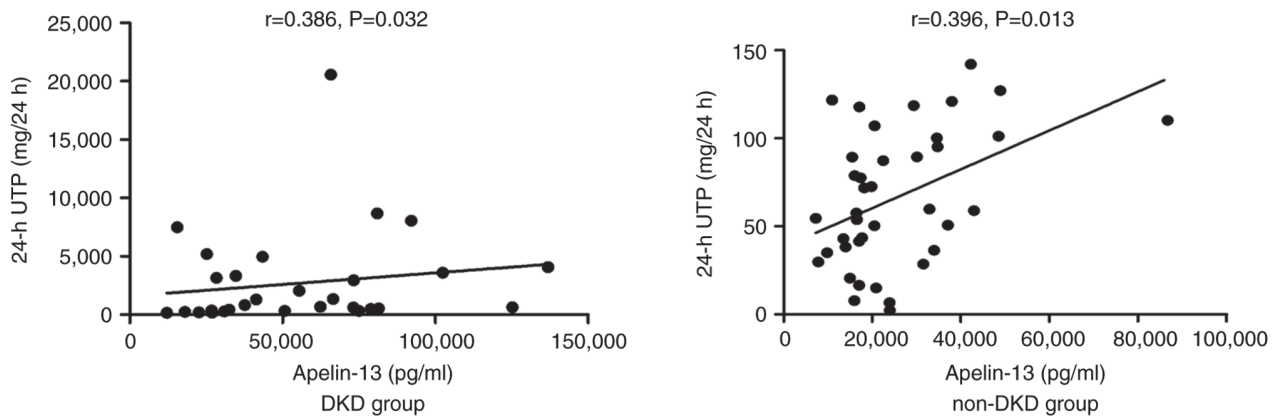 r=0.386, P=0.032
25,000
20,000
15,000
10,000
5,000
0
24-h UTP (mg/24 h)
0 50,000 100,000 150,000
Apelin-13 (pg/ml)
DKD group
r=0.396, P=0.013
150
100
50
0
24-h UTP (mg/24 h)
0 20,000 40,000 60,000 80,000 100,000
Apelin-13 (pg/ml)
non-DKD group